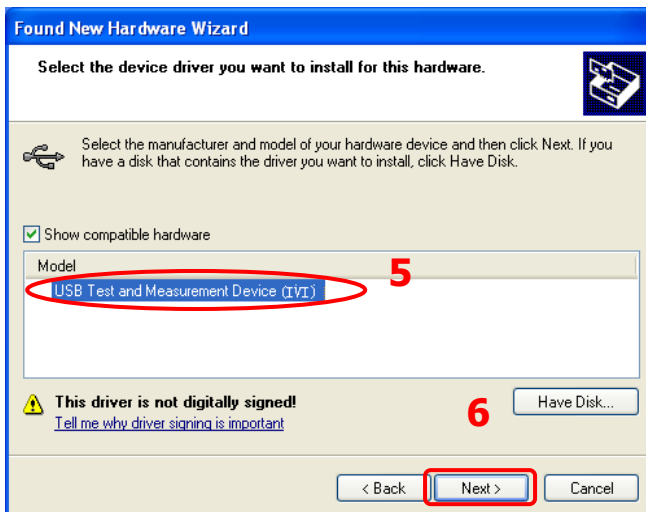 Found New Hardware Wizard
Select the device driver you want to install for this hardware.
Select the manufacturer and model of your hardware device and then click Next. If you
have a disk that contains the driver you want to install, click Have Disk.
Show compatible hardware
Model
5
USB Test and Measurement Device (IVI)
This driver is not digitally signed!
Tell me why driver signing is important
6
Have Disk...
< Back
Next >
Cancel